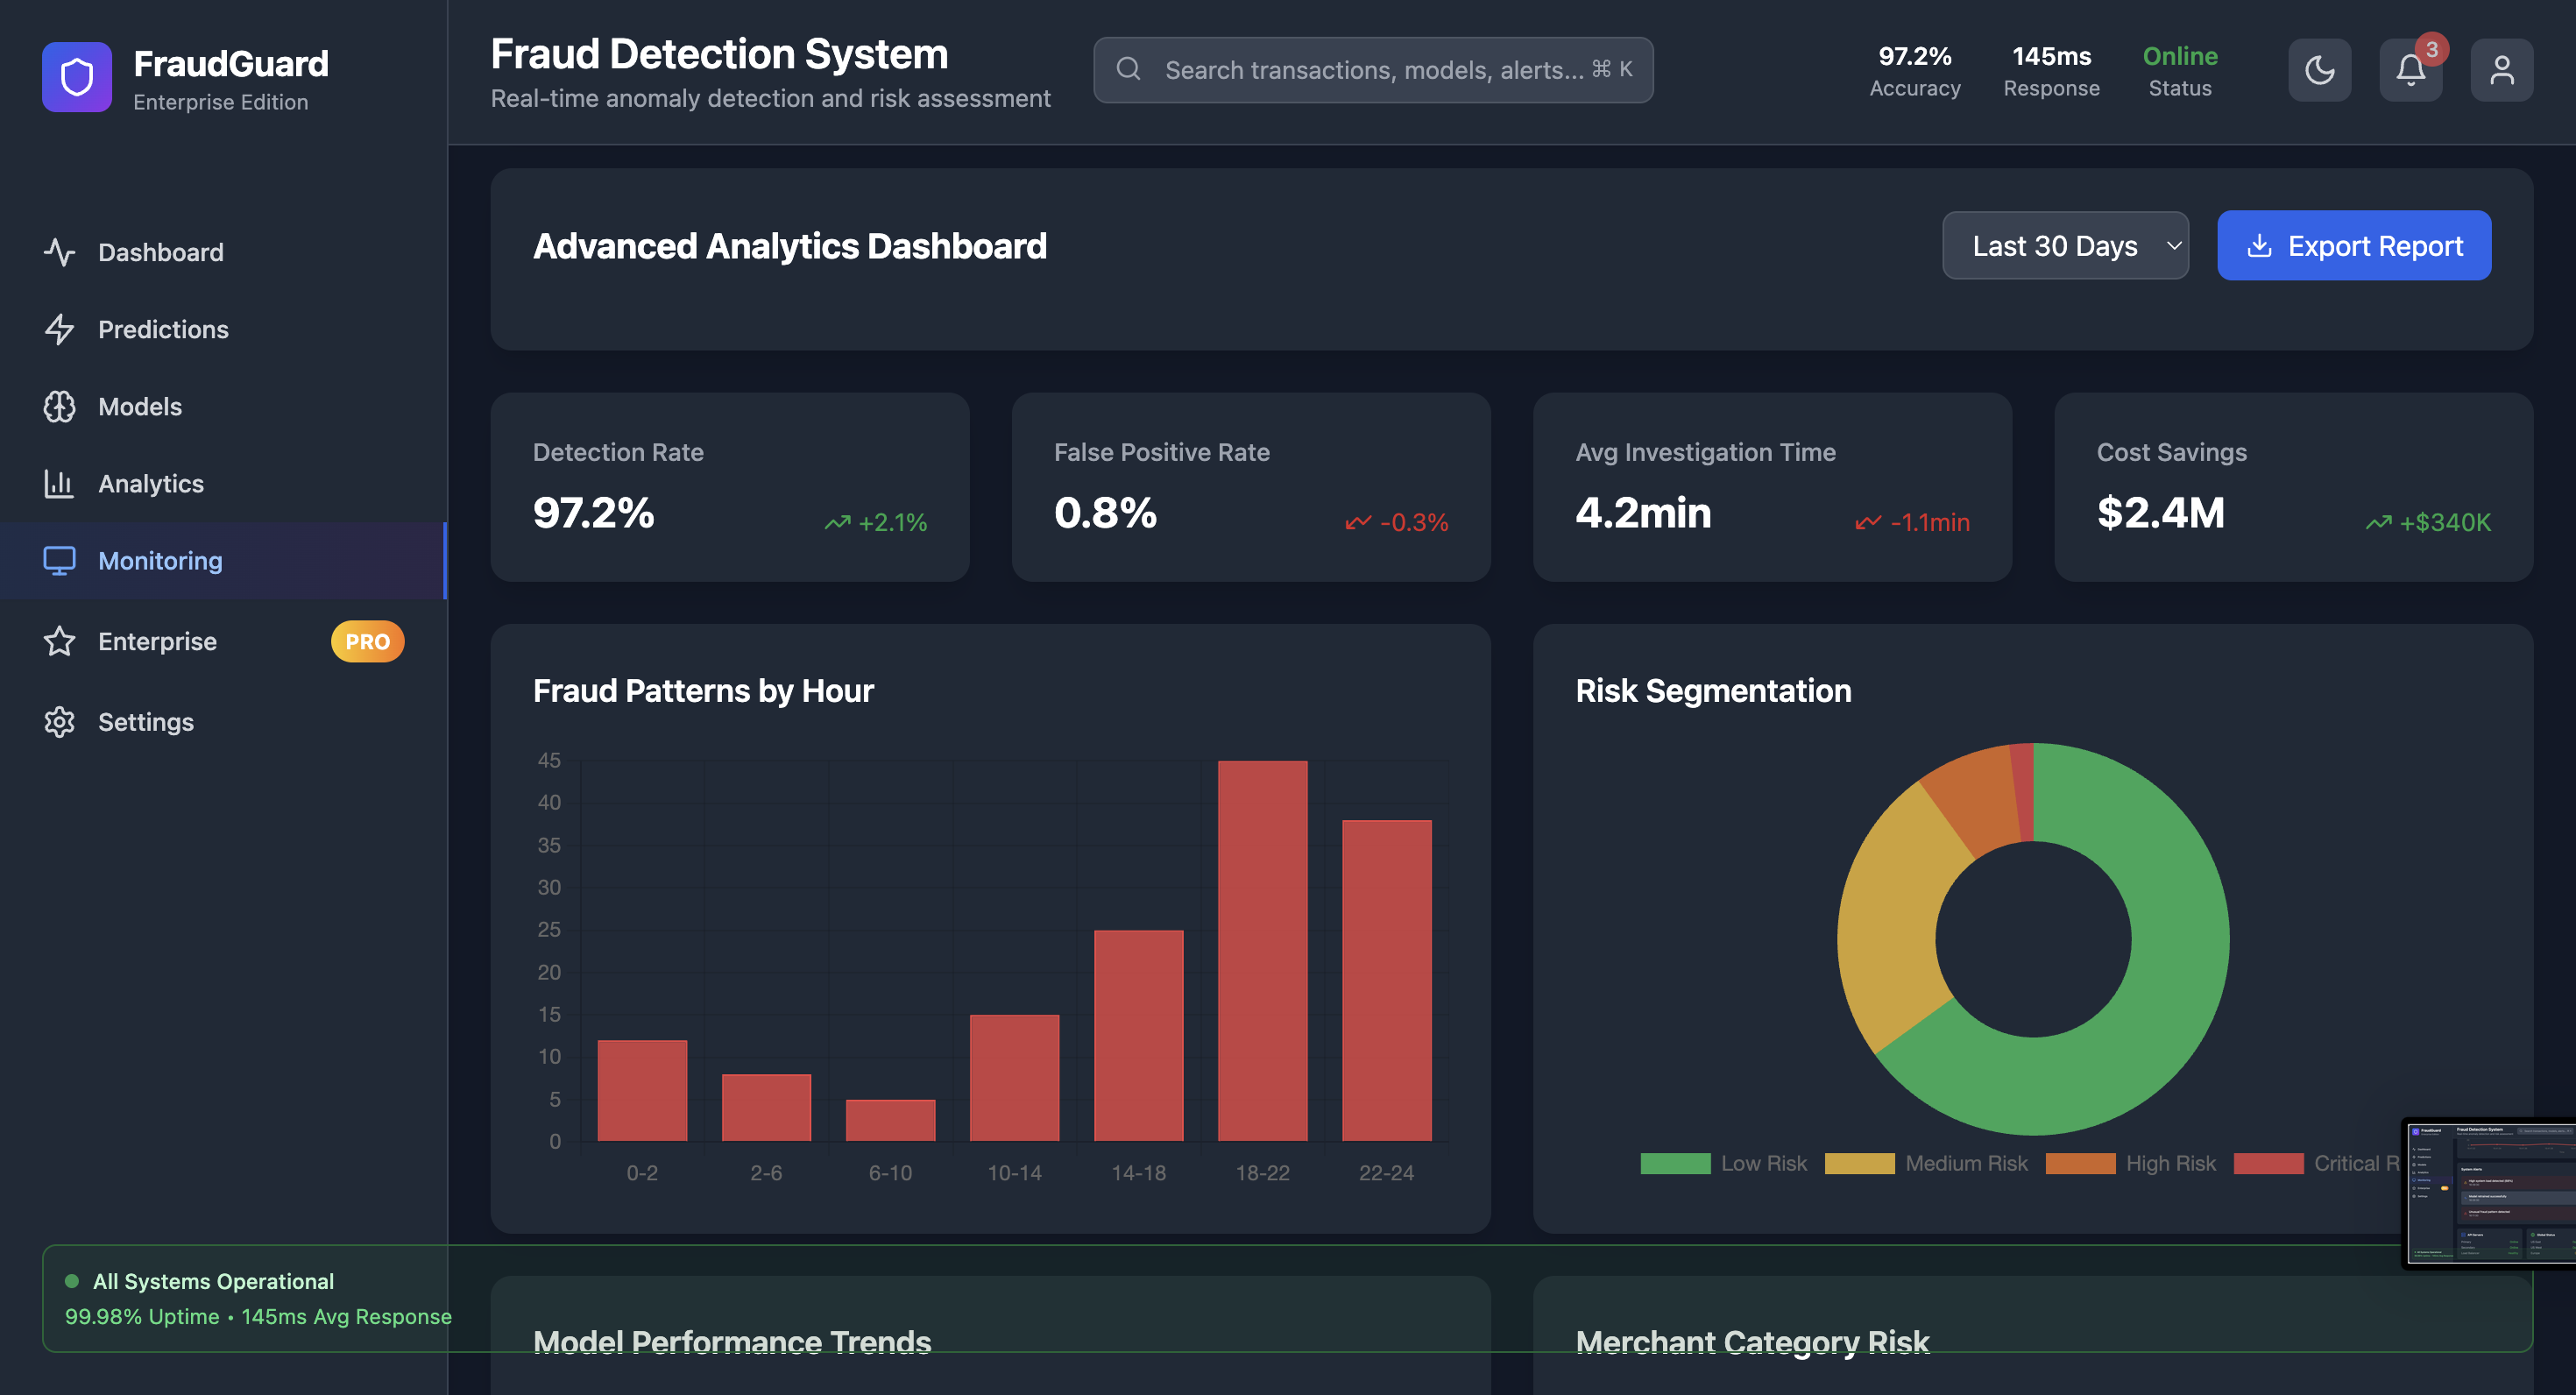 FraudGuard
Enterprise Edition
Dashboard
Predictions
Models
Analytics
Monitoring
Enterprise PRO
Settings
All Systems Operational
99.98% Uptime • 145ms Avg Response
Fraud Detection System
Real-time anomaly detection and risk assessment
Search transactions, models, alerts... ⌘ K
97.2%
Accuracy
145ms
Response
Online
Status
3
Advanced Analytics Dashboard
Last 30 Days
Export Report
Detection Rate
97.2% +2.1%
False Positive Rate
0.8% -0.3%
Avg Investigation Time
4.2min -1.1min
Cost Savings
$2.4M +$340K
Fraud Patterns by Hour
45
40
35
30
25
20
15
10
5
0
0-2 2-6 6-10 10-14 14-18 18-22 22-24
Risk Segmentation
Low Risk Medium Risk High Risk Critical R
Model Performance Trends
Merchant Category Risk